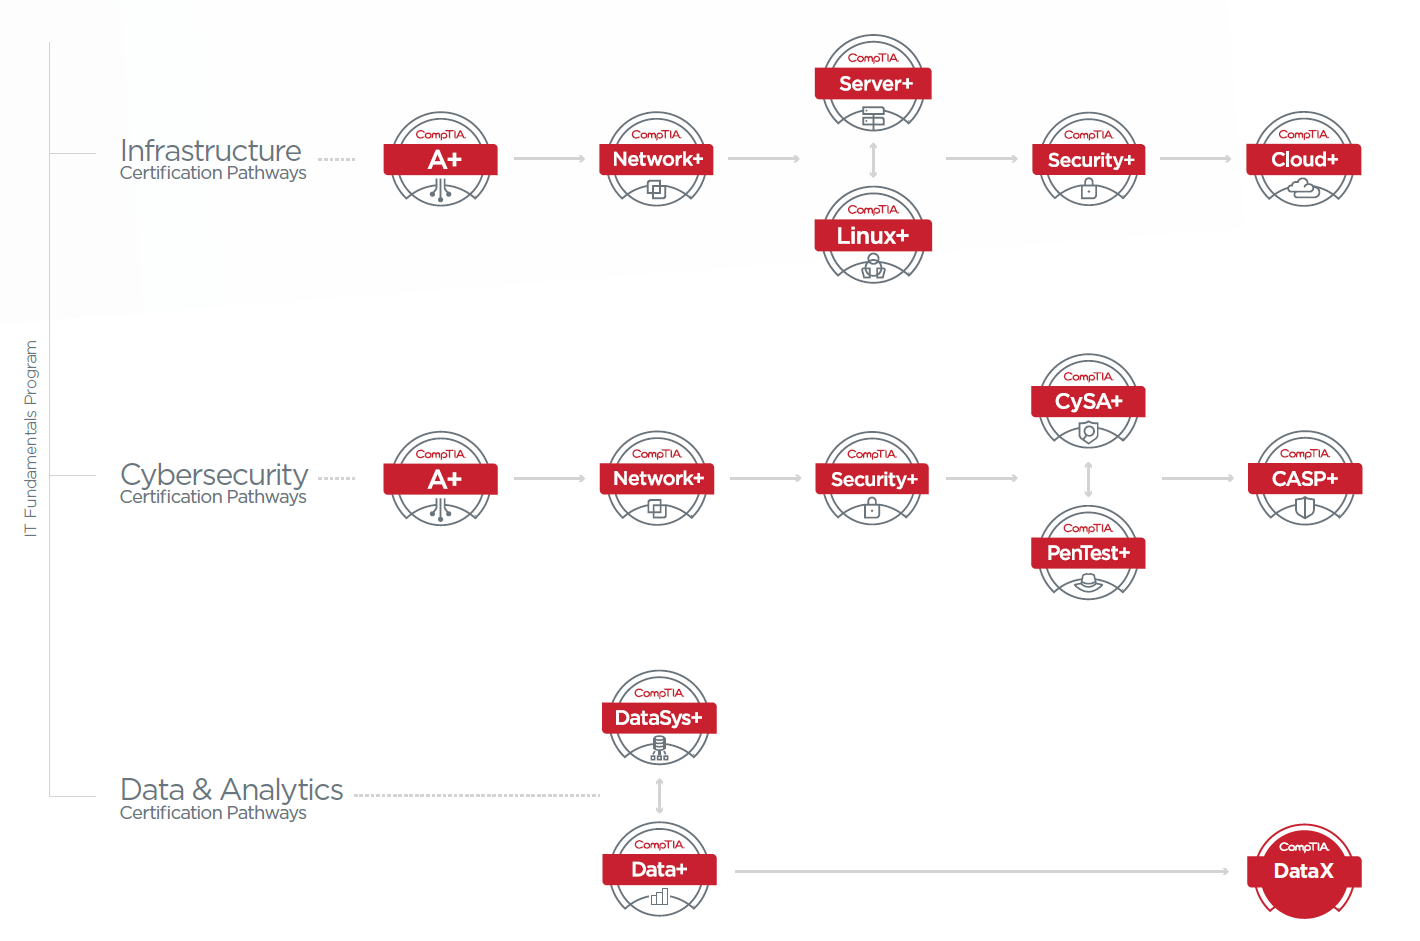 IT Fundamentals Program
Infrastructure
Certification Pathways
CompTIA
A+
CompTIA
Network+
CompTIA
Server+
CompTIA
Linux+
CompTIA
Security+
CompTIA
Cloud+
Cybersecurity
Certification Pathways
CompTIA
A+
CompTIA
Network+
CompTIA
Security+
CompTIA
CySA+
CompTIA
PenTest+
CompTIA
CASP+
Data & Analytics
Certification Pathways
CompTIA
DataSys+
CompTIA
Data+
CompTIA
DataX